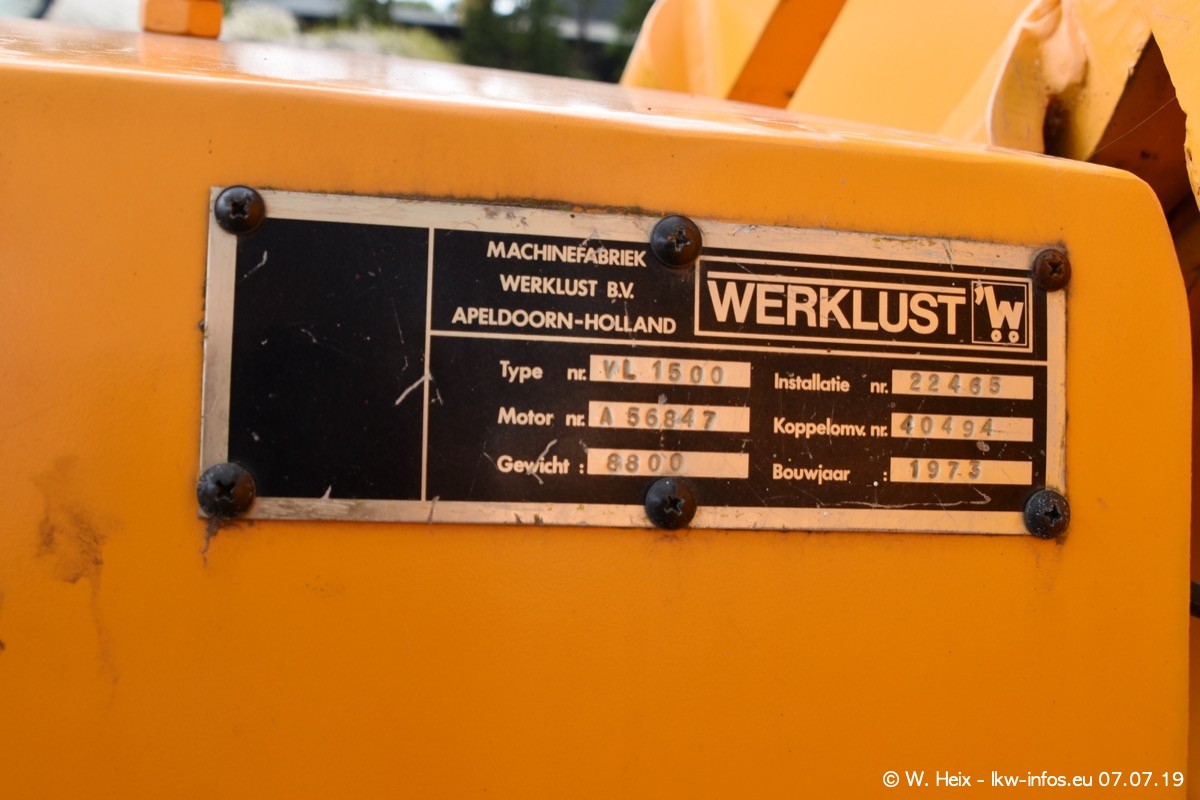 MACHINEFABRIEK
WERKLUST B.V.
APELDOORN-HOLLAND
WERKLUST W
Type nr. VL 1500
Motor nr. A 56847
Gewicht : 8800
Installatie nr. 22465
Koppelomv. nr. 40494
Bouwjaar : 1973
© W. Heix - lkw-infos.eu 07.07.19